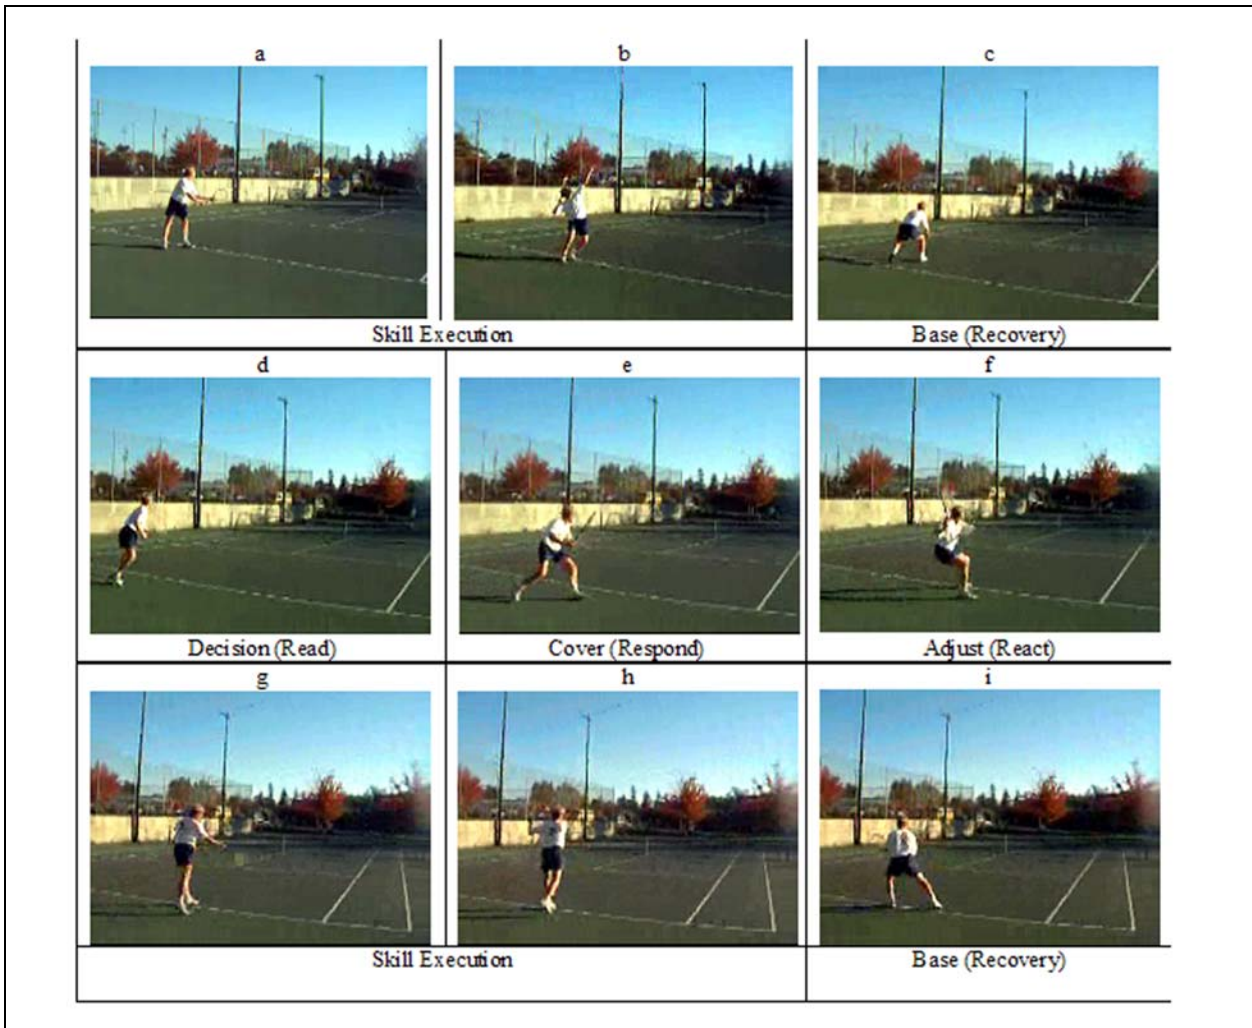 a b c
Skill Execution Base (Recovery)
d e f
Decision (Read) Cover (Respond) Adjust (React)
g h i
Skill Execution Base (Recovery)